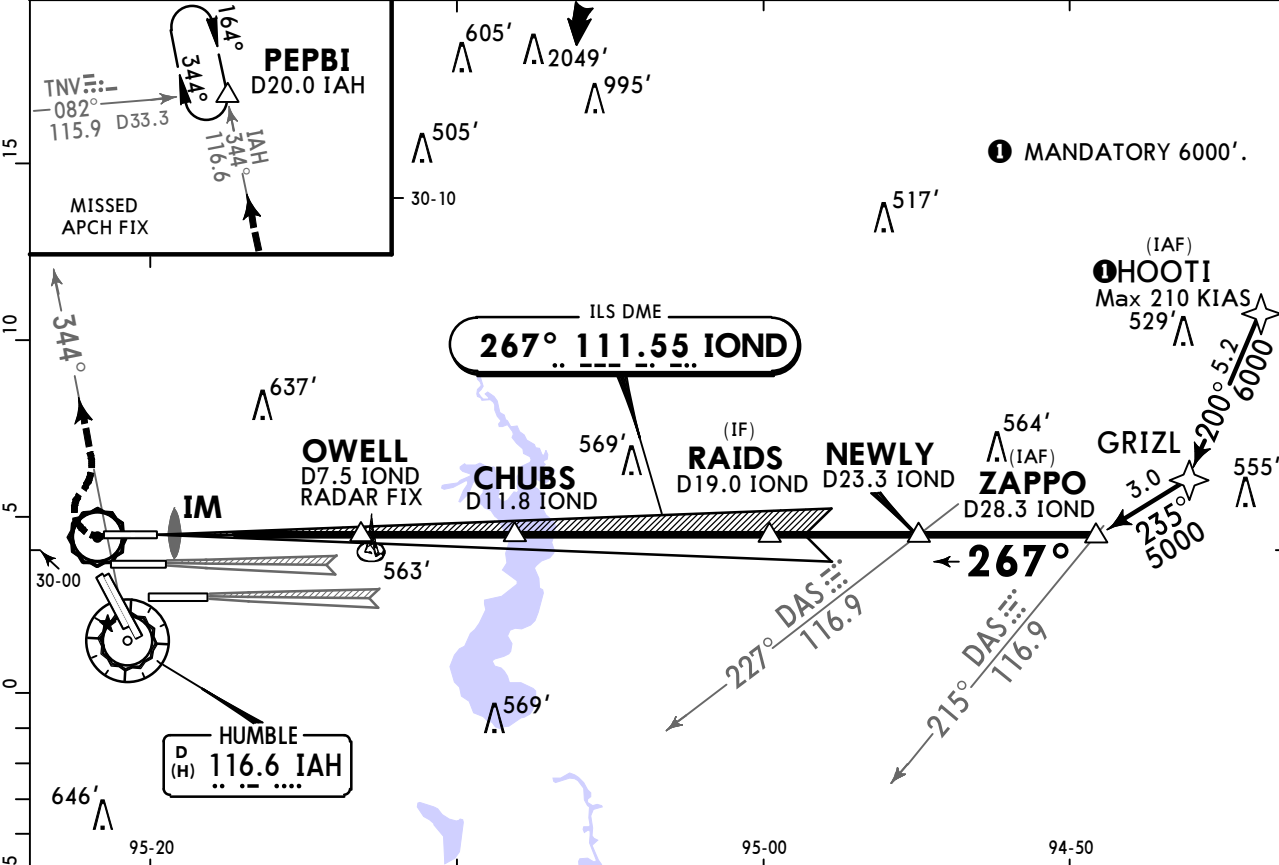 164°
344°
PEPBI
D20.0 IAH
TNV
082°
115.9 D33.3
IAH
344°
116.6
MISSED
APCH FIX
605'
2049'
995'
505'
30-10
1 MANDATORY 6000'.
517'
(IAF)
1 HOOTI
Max 210 KIAS
529'
5.2
200°
6000
15
10
5
0
5
344°
637'
ILS DME
267° 111.55 IOND
OWELL
D7.5 IOND
RADAR FIX
CHUBS
D11.8 IOND
569'
(IF)
RAIDS
D19.0 IOND
NEWLY
D23.3 IOND
564'
(IAF)
ZAPPO
D28.3 IOND
GRIZL
3.0
235°
5000
555'
IM
563'
30-00
267°
227° DAS
116.9
215° DAS
116.9
HUMBLE
D
(H)
116.6 IAH
569'
646'
95-20
95-00
94-50